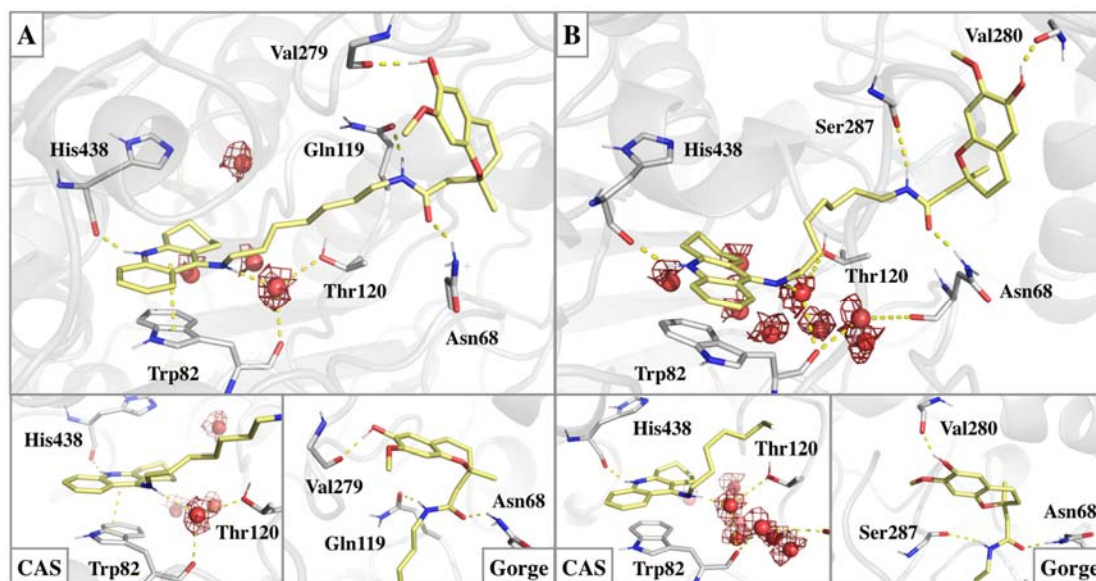 A
Val279
Gln119
His438
Thr120
Asn68
Trp82
B
Val280
Ser287
His438
Thr120
Asn68
Trp82
His438
Thr120
Trp82
CAS
Val279
Gln119
Asn68
Gorge
His438
Thr120
Trp82
CAS
Val280
Ser287
Asn68
Gorge